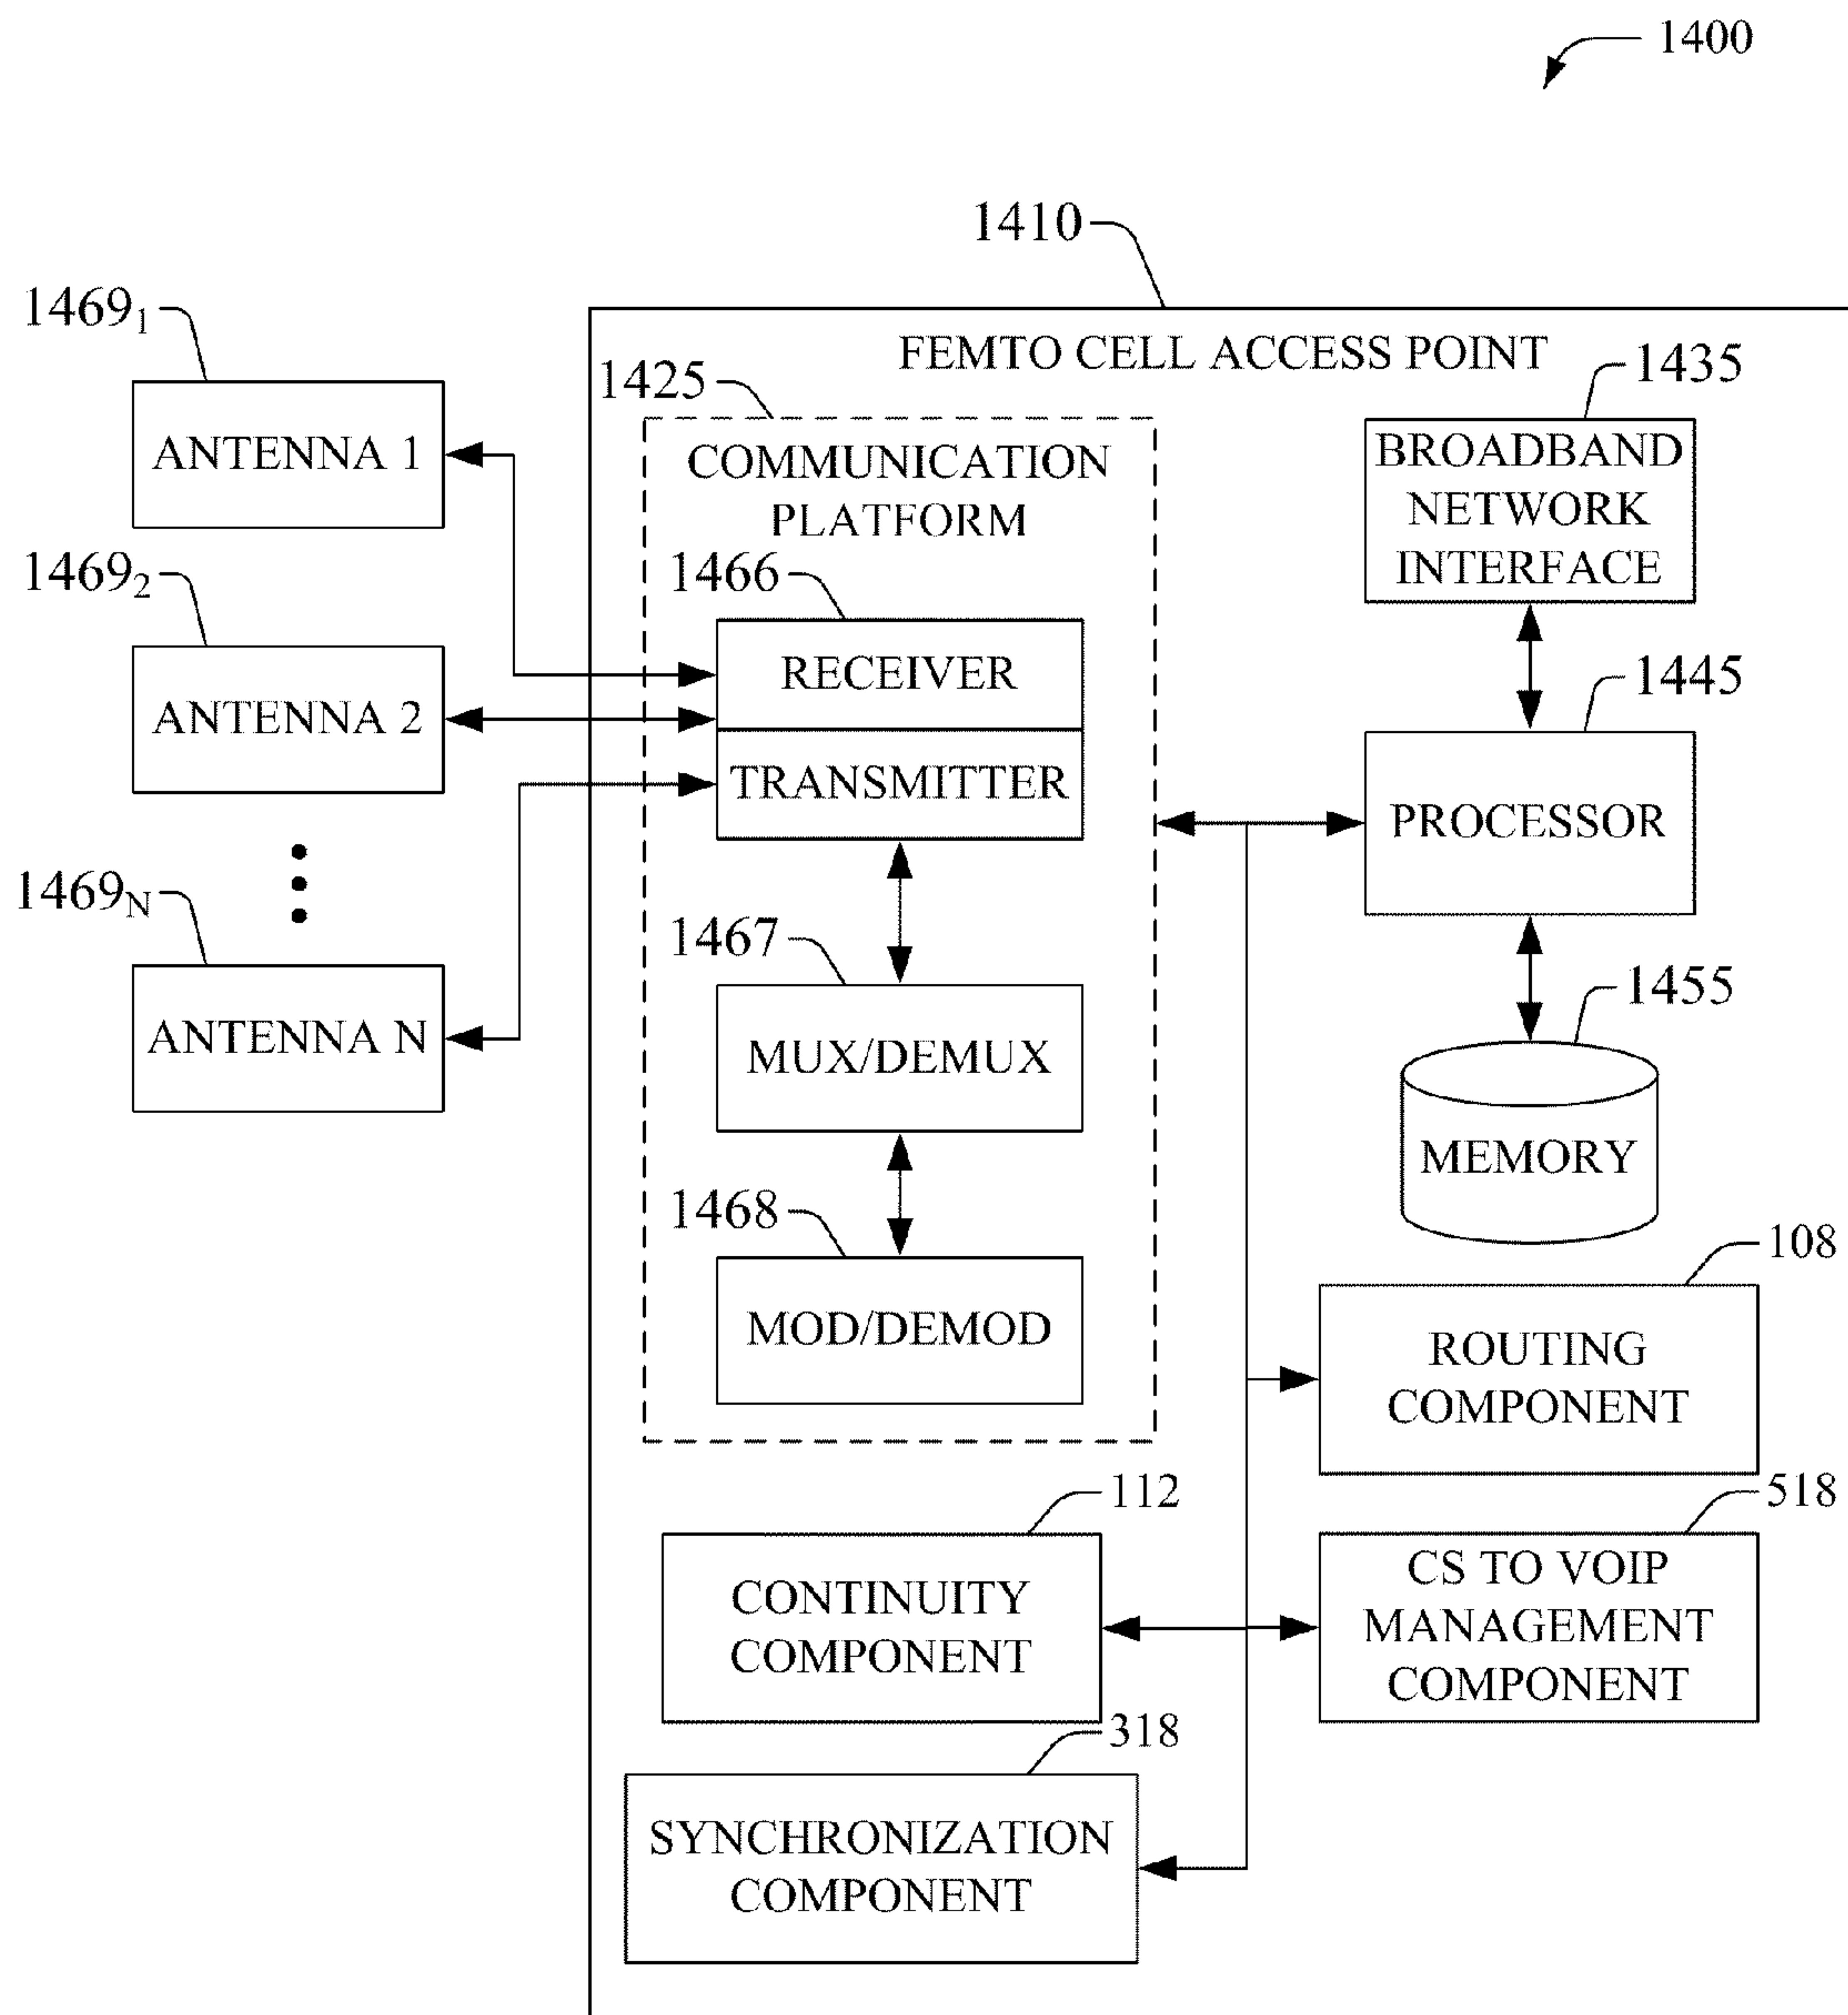 1400
1410
1469₁
FEMTO CELL ACCESS POINT
1425
1435
ANTENNA 1
COMMUNICATION
PLATFORM
BROADBAND
NETWORK
INTERFACE
1469₂
1466
ANTENNA 2
RECEIVER
TRANSMITTER
1445
PROCESSOR
1469N
ANTENNA N
1467
MUX/DEMUX
1455
MEMORY
1468
MOD/DEMOD
108
ROUTING
COMPONENT
112
CONTINUITY
COMPONENT
518
CS TO VOIP
MANAGEMENT
COMPONENT
318
SYNCHRONIZATION
COMPONENT